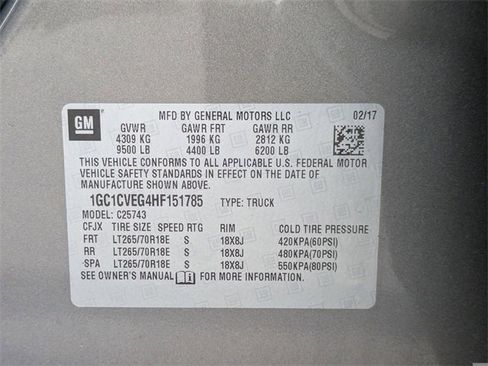 GM
MFD BY GENERAL MOTORS LLC 02/17
GVWR GAWR FRT GAWR RR
4309 KG 1996 KG 2812 KG
9500 LB 4400 LB 6200 LB
THIS VEHICLE CONFORMS TO ALL APPLICABLE U.S. FEDERAL MOTOR
VEHICLE SAFETY STANDARDS IN EFFECT ON THE DATE OF
MANUFACTURE SHOWN ABOVE.
1GC1CVEG4HF151785 TYPE: TRUCK
MODEL: C25743
CFJX TIRE SIZE SPEED RTG RIM COLD TIRE PRESSURE
FRT LT265/70R18E S 18X8J 420KPA(60PSI)
RR LT265/70R18E S 18X8J 480KPA(70PSI)
SPA LT265/70R18E S 18X8J 550KPA(80PSI)
SEE OWNER'S MANUAL FOR MORE INFORMATION.